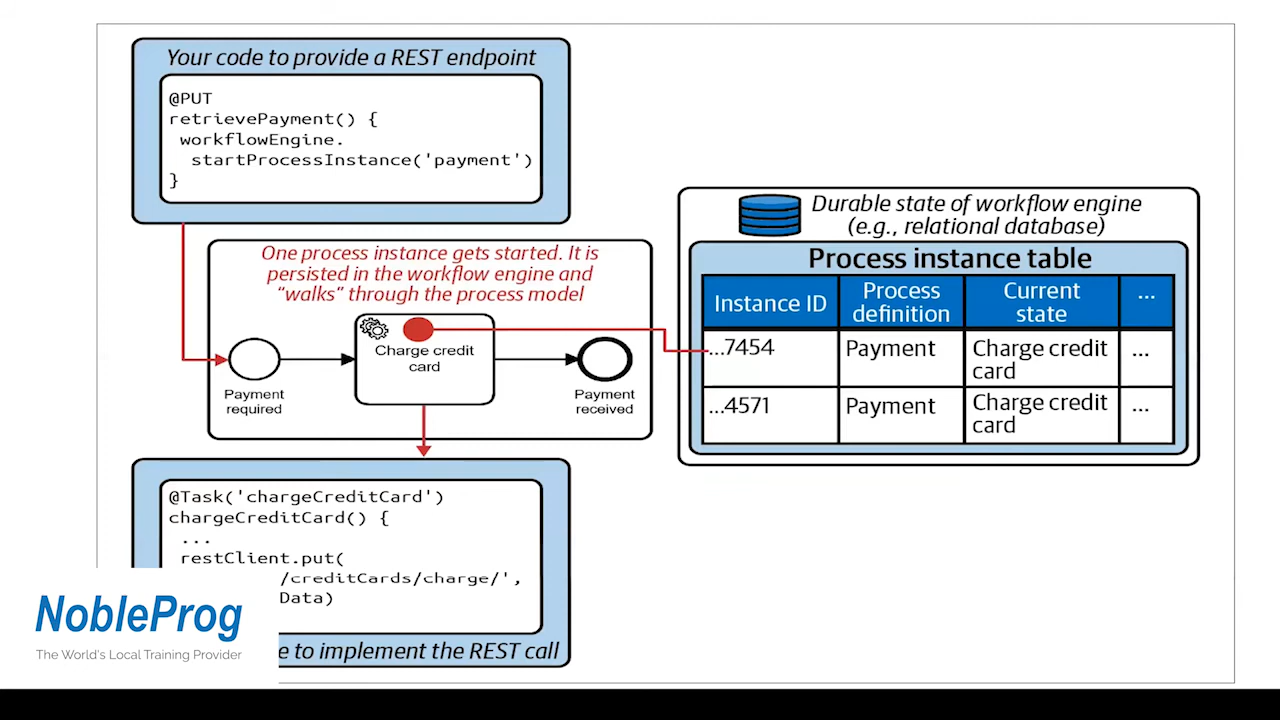 Your code to provide a REST endpoint
@PUT
retrievePayment() {
workflowEngine.
startProcessInstance('payment')
}
One process instance gets started. It is
persisted in the workflow engine and
“walks” through the process model
Charge credit
card
Payment
required
Payment
received
Durable state of workflow engine
(e.g., relational database)
Process instance table
Instance ID
Process
definition
Current
state
...
...7454
Payment
Charge credit
card
...
...4571
Payment
Charge credit
card
...
@Task('chargeCreditCard')
chargeCreditCard() {
...
restClient.put(
/creditCards/charge/',
Data)
e to implement the REST call
NobleProg
The World's Local Training Provider